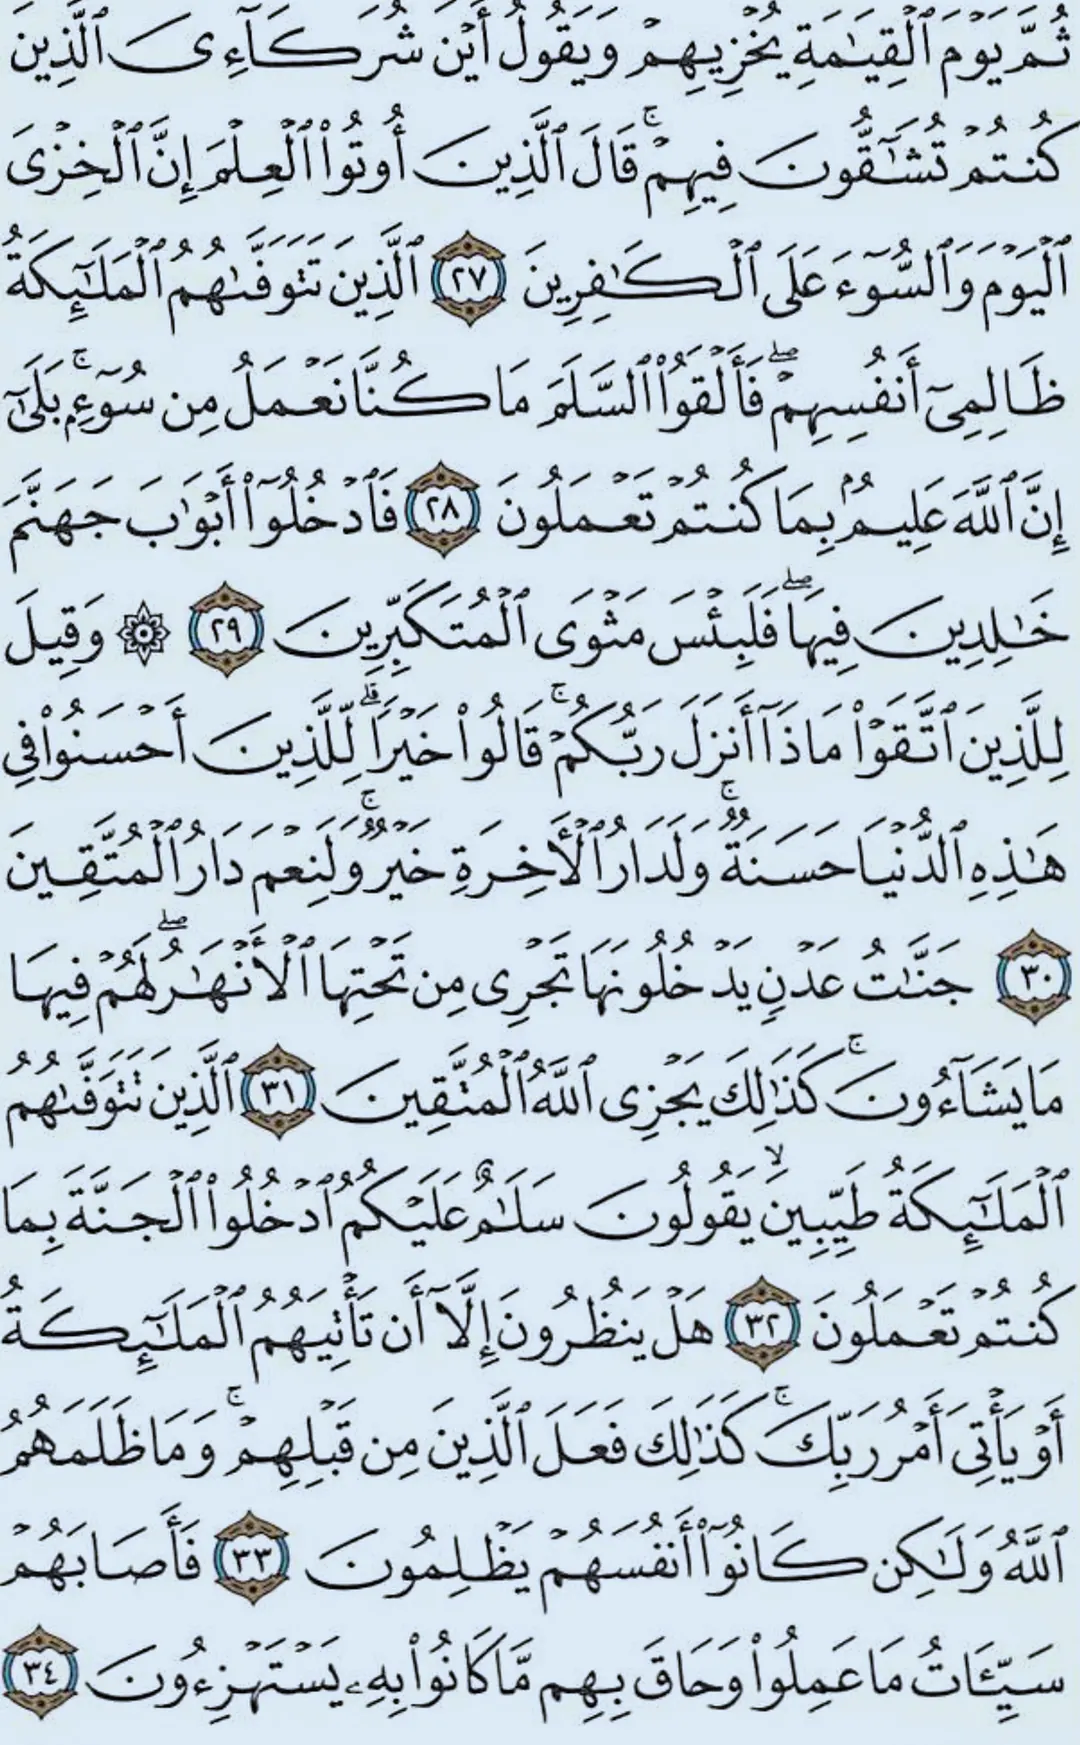 ثُمَّ يَوْمَ ٱلْقِيَـٰمَةِ يُخْزِيهِمْ وَيَقُولُ أَيْنَ شُرَكَآءِىَ ٱلَّذِينَ
كُنتُمْ تُشَـٰٓقُّونَ فِيهِمْ ۚ قَالَ ٱلَّذِينَ أُوتُوا۟ ٱلْعِلْمَ إِنَّ ٱلْخِزْىَ
ٱلْيَوْمَ وَٱلسُّوٓءَ عَلَى ٱلْكَـٰفِرِينَ ٢٧ ٱلَّذِينَ تَتَوَفَّىٰهُمُ ٱلْمَلَـٰٓئِكَةُ
ظَالِمِىٓ أَنفُسِهِمْ ۖ فَأَلْقَوُا۟ ٱلسَّلَمَ مَا كُنَّا نَعْمَلُ مِن سُوٓءٍۭ ۚ بَلَىٰٓ
إِنَّ ٱللَّهَ عَلِيمٌۢ بِمَا كُنتُمْ تَعْمَلُونَ ٢٨ فَٱدْخُلُوٓا۟ أَبْوَٰبَ جَهَنَّمَ
خَـٰلِدِينَ فِيهَا ۖ فَلَبِئْسَ مَثْوَى ٱلْمُتَكَبِّرِينَ ٢٩ ۞ وَقِيلَ
لِلَّذِينَ ٱتَّقَوْا۟ مَاذَآ أَنزَلَ رَبُّكُمْ ۚ قَالُوا۟ خَيْرًا ۗ لِّلَّذِينَ أَحْسَنُوا۟ فِى
هَـٰذِهِ ٱلدُّنْيَا حَسَنَةٌ ۚ وَلَدَارُ ٱلْـَٔاخِرَةِ خَيْرٌ ۚ وَلَنِعْمَ دَارُ ٱلْمُتَّقِينَ
٣٠ جَنَّـٰتُ عَدْنٍ يَدْخُلُونَهَا تَجْرِى مِن تَحْتِهَا ٱلْأَنْهَـٰرُ ۖ لَهُمْ فِيهَا
مَا يَشَآءُونَ ۚ كَذَٰلِكَ يَجْزِى ٱللَّهُ ٱلْمُتَّقِينَ ٣١ ٱلَّذِينَ تَتَوَفَّىٰهُمُ
ٱلْمَلَـٰٓئِكَةُ طَيِّبِينَ ۙ يَقُولُونَ سَلَـٰمٌ عَلَيْكُمُ ٱدْخُلُوا۟ ٱلْجَنَّةَ بِمَا
كُنتُمْ تَعْمَلُونَ ٣٢ هَلْ يَنظُرُونَ إِلَّآ أَن تَأْتِيَهُمُ ٱلْمَلَـٰٓئِكَةُ
أَوْ يَأْتِىَ أَمْرُ رَبِّكَ ۚ كَذَٰلِكَ فَعَلَ ٱلَّذِينَ مِن قَبْلِهِمْ ۚ وَمَا ظَلَمَهُمُ
ٱللَّهُ وَلَـٰكِن كَانُوٓا۟ أَنفُسَهُمْ يَظْلِمُونَ ٣٣ فَأَصَابَهُمْ
سَيِّـَٔاتُ مَا عَمِلُوا۟ وَحَاقَ بِهِم مَّا كَانُوا۟ بِهِۦ يَسْتَهْزِءُونَ ٣٤